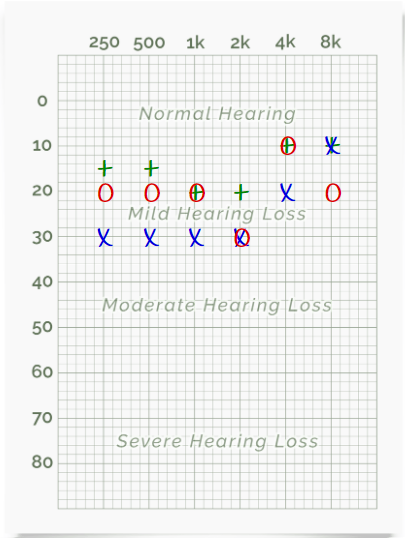 250 500 1k 2k 4k 8k
0
Normal Hearing
10
20
Mild Hearing Loss
30
40
Moderate Hearing Loss
50
60
70
Severe Hearing Loss
80